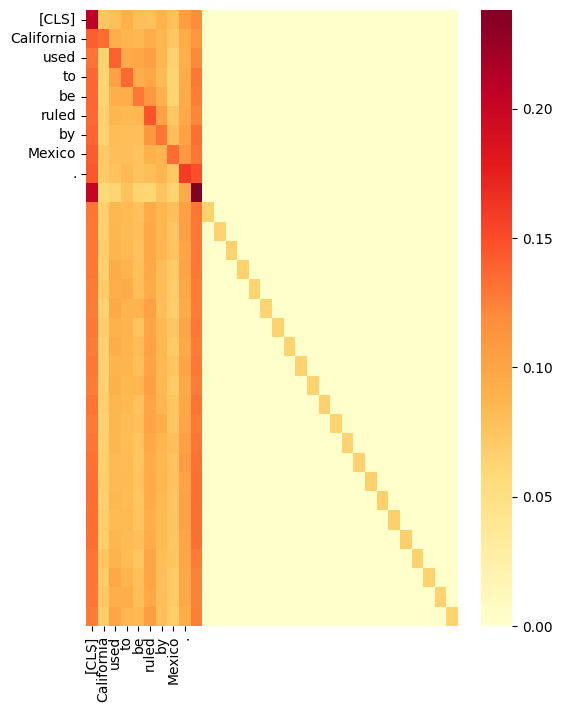 [CLS]
California
used
to
be
ruled
by
Mexico
.
0.20
0.15
0.10
0.05
0.00
[CLS]
California
used
to
be
ruled
by
Mexico
.